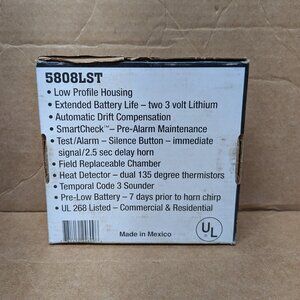 5808LST
• Low Profile Housing
• Extended Battery Life – two 3 volt Lithium
• Automatic Drift Compensation
• SmartCheck™ – Pre-Alarm Maintenance
• Test/Alarm – Silence Button – immediate
signal/2.5 sec delay horn
• Field Replaceable Chamber
• Heat Detector – dual 135 degree thermistors
• Temporal Code 3 Sounder
• Pre-Low Battery – 7 days prior to horn chirp
• UL 268 Listed – Commercial & Residential
UL
Made in Mexico